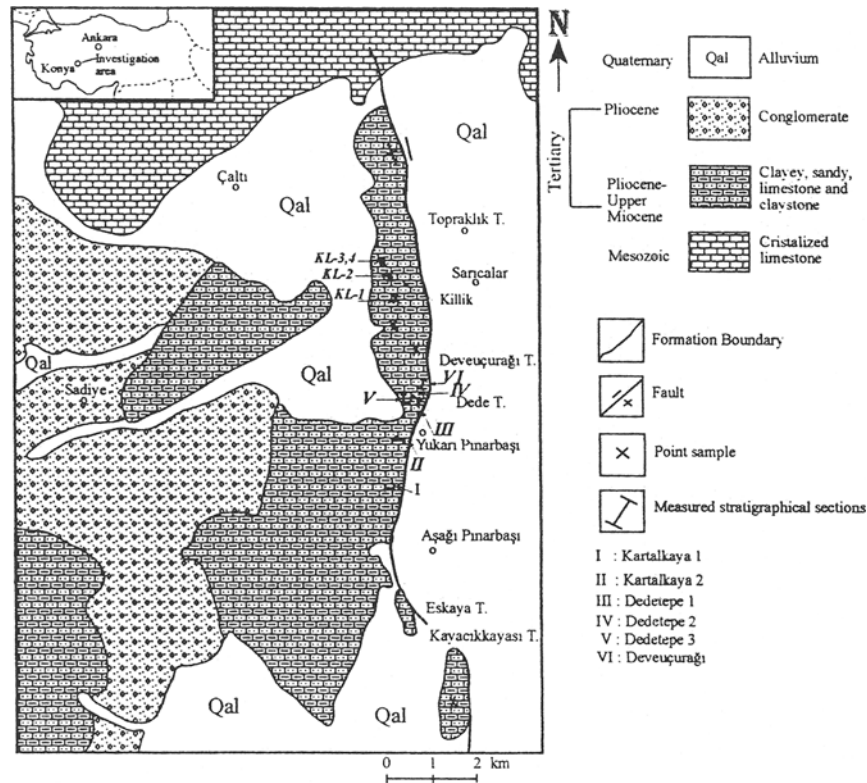 Ankara
Investigation
area
Konya
N
Qal
Çaltı
Qal
Topraklık T.
KL-3,4
KL-2
Sarıcalar
KL-1
Killik
Deveuçurağı T.
Qal
Qal
VI
IV
V
Dede T.
Sadiye
III
Yukarı Pınarbaşı
II
I
Aşağı Pınarbaşı
Eskaya T.
Kayacıkkayası T.
Qal
Qal
0 1 2 km
Quaternary
Qal
Alluvium
Tertiary
Pliocene
Conglomerate
Pliocene-
Upper
Miocene
Clayey, sandy,
limestone and
claystone
Mesozoic
Cristalized
limestone
Formation Boundary
Fault
Point sample
Measured stratigraphical sections
I : Kartalkaya 1
II : Kartalkaya 2
III : Dedetepe 1
IV : Dedetepe 2
V : Dedetepe 3
VI : Deveuçurağı